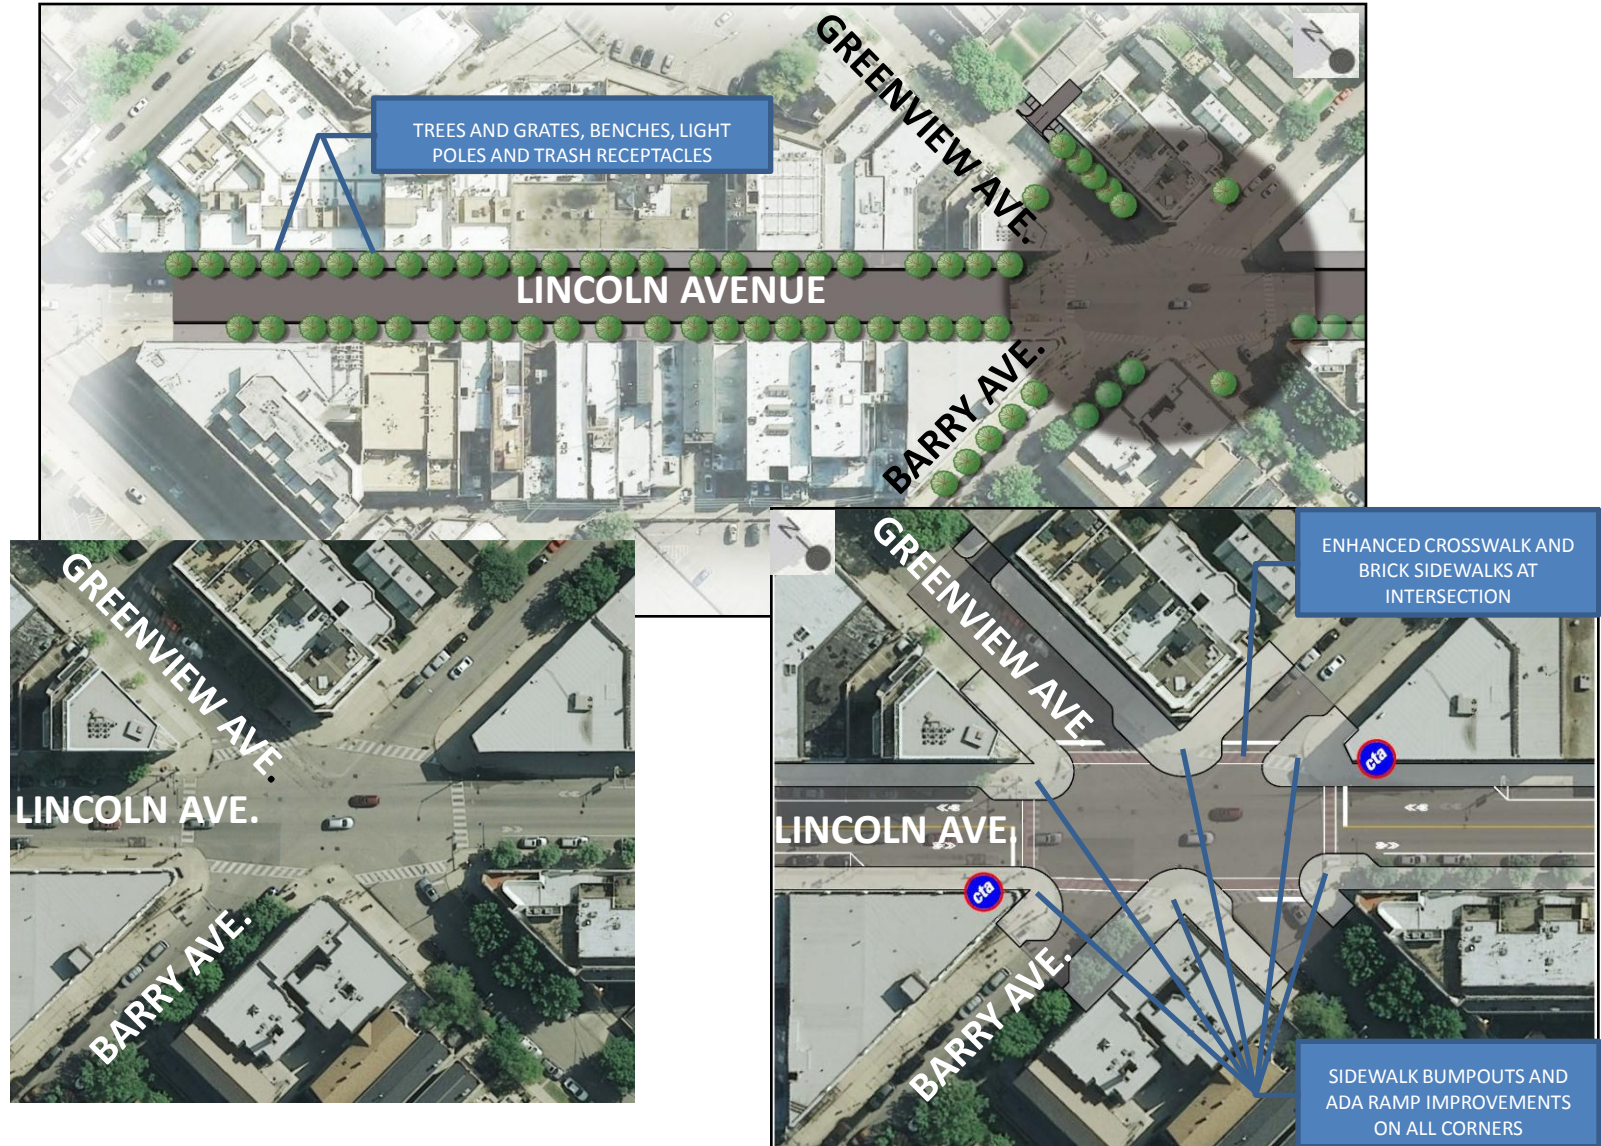 GREENVIEW AVE.
N
TREES AND GRATES, BENCHES, LIGHT
POLES AND TRASH RECEPTACLES
LINCOLN AVENUE
BARRY AVE.
GREENVIEW AVE.
LINCOLN AVE.
BARRY AVE.
N
GREENVIEW AVE.
ENHANCED CROSSWALK AND
BRICK SIDEWALKS AT
INTERSECTION
cta
LINCOLN AVE.
cta
BARRY AVE.
SIDEWALK BUMPOUTS AND
ADA RAMP IMPROVEMENTS
ON ALL CORNERS